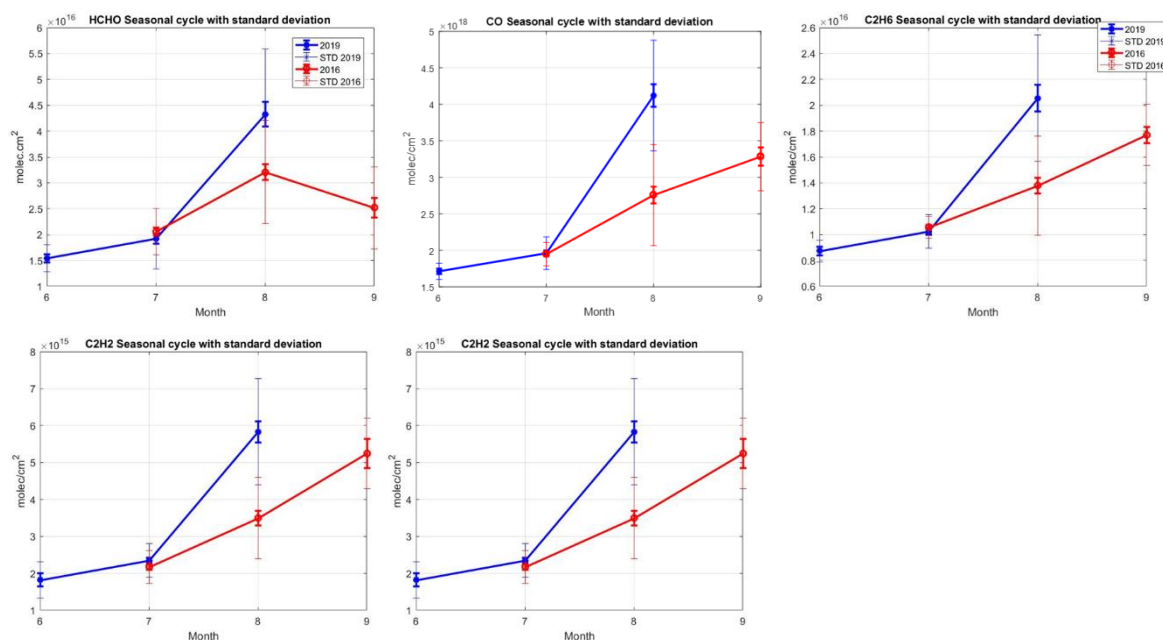 HCHO Seasonal cycle with standard deviation
×10^16
6
5.5
5
4.5
4
3.5
3
2.5
2
1.5
1
molec.cm²
6 7 8 9
Month
2019
STD 2019
2016
STD 2016
CO Seasonal cycle with standard deviation
×10^18
5
4.5
4
3.5
3
2.5
2
1.5
molec/cm²
6 7 8 9
Month
C2H6 Seasonal cycle with standard deviation
×10^16
2.6
2.4
2.2
2
1.8
1.6
1.4
1.2
1
0.8
0.6
molec/cm²
6 7 8 9
Month
2019
STD 2019
2016
STD 2016
C2H2 Seasonal cycle with standard deviation
×10^15
8
7
6
5
4
3
2
1
molec/cm²
6 7 8 9
Month
C2H2 Seasonal cycle with standard deviation
×10^15
8
7
6
5
4
3
2
1
molec/cm²
6 7 8 9
Month